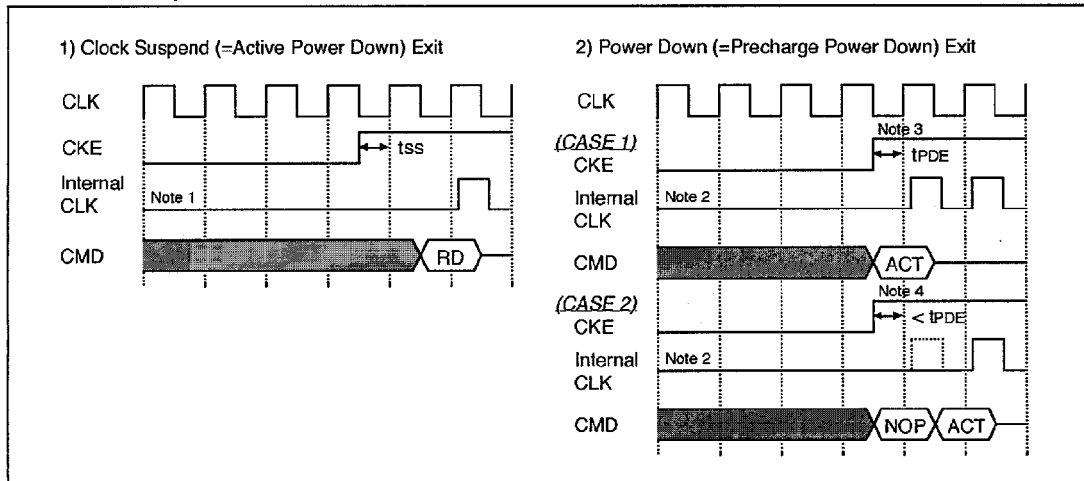 1) Clock Suspend (=Active Power Down) Exit
CLK
CKE
tss
Internal
CLK
Note 1
CMD
RD
2) Power Down (=Precharge Power Down) Exit
CLK
(CASE 1)
CKE
Note 3
tPDE
Internal
CLK
Note 2
CMD
ACT
(CASE 2)
CKE
Note 4
< tPDE
Internal
CLK
Note 2
CMD
NOP
ACT